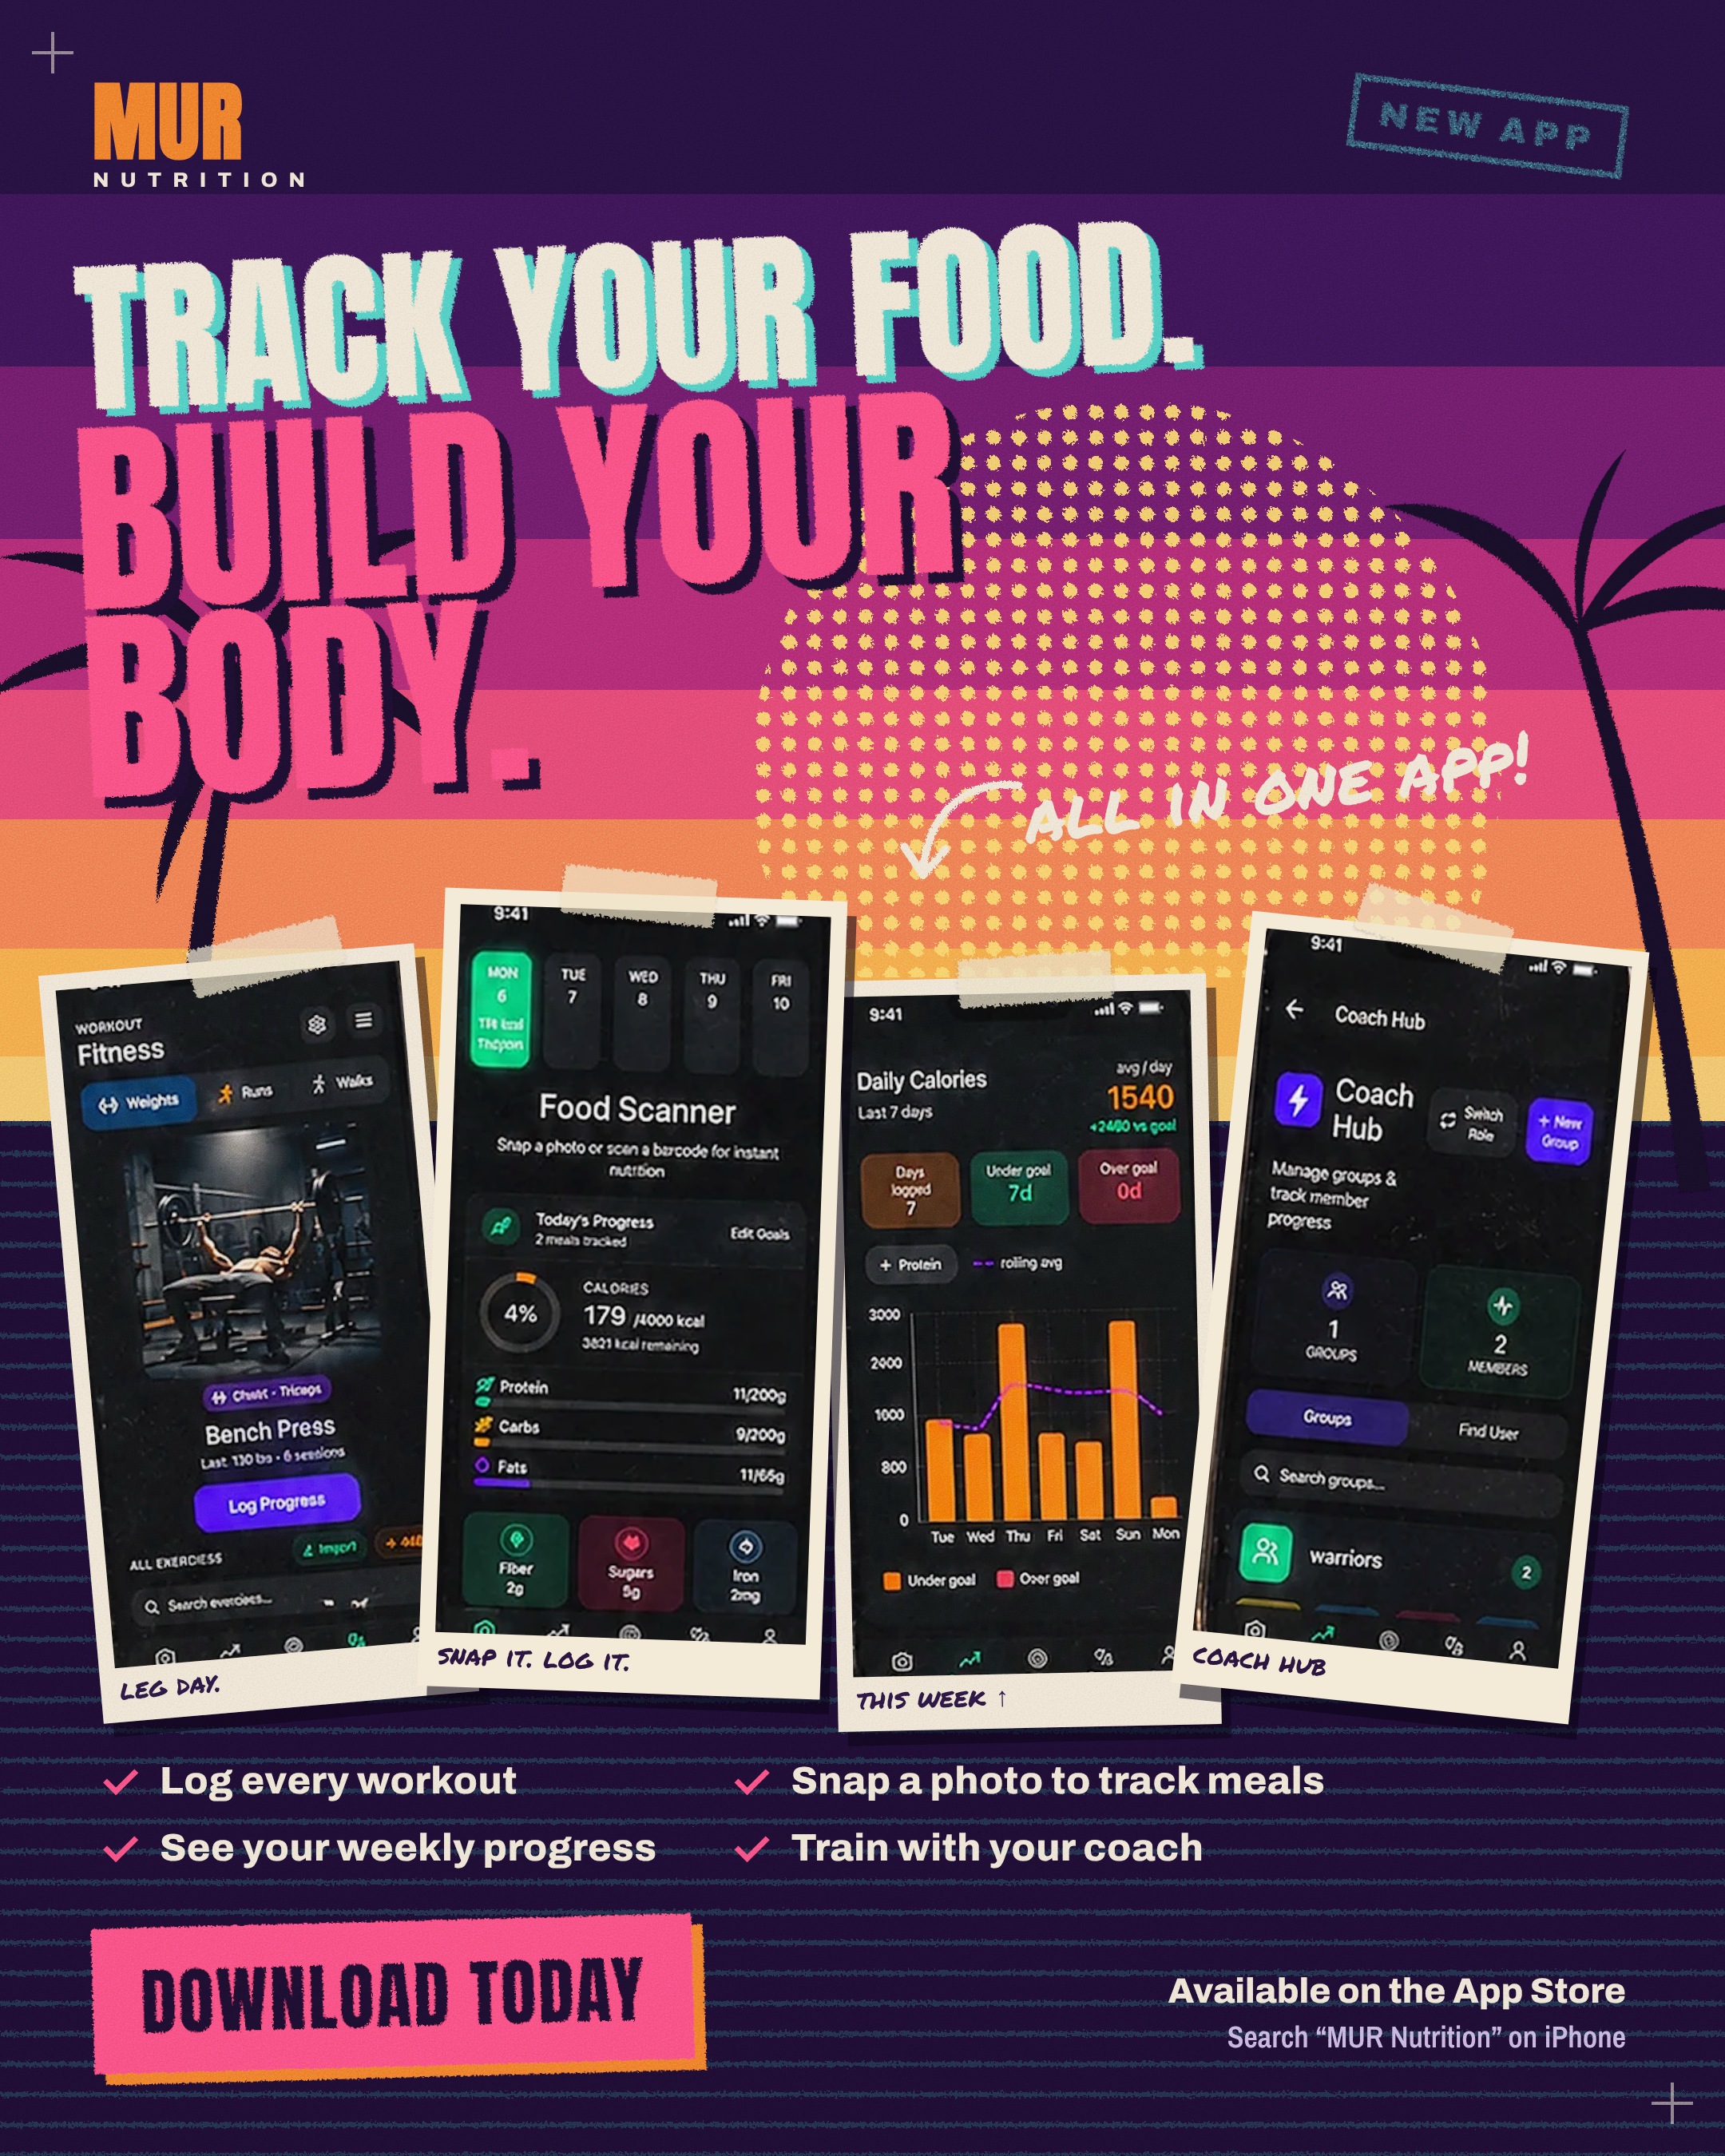 MUR
NUTRITION
NEW APP
TRACK YOUR FOOD.
BUILD YOUR
BODY.
ALL IN ONE APP!
WORKOUT
Fitness
Weights
Runs
Walks
Chest - Triceps
Bench Press
Last 110 lbs - 6 sessions
Log Progress
ALL EXERCIESS
Import
Search exercises...
LEG DAY.
9:41
MON
6
TUE
7
WED
8
THU
9
FRI
10
Food Scanner
Snap a photo or scan a barcode for instant
nutrition
Today's Progress
2 meals tracked
Edit Goals
4%
CALORIES
179 /4000 kcal
3821 kcal remaining
Protein
11/200g
Carbs
9/200g
Fats
11/65g
Fiber
2g
Sugars
5g
Iron
2mg
SNAP IT. LOG IT.
9:41
Daily Calories
Last 7 days
avg / day
1540
+2460 vs goal
Days
logged
7
Under goal
7d
Over goal
0d
+ Protein
rolling avg
3000
2000
1000
800
0
Tue Wed Thu Fri Sat Sun Mon
Under goal
Over goal
THIS WEEK ↑
9:41
Coach Hub
Coach
Hub
Switch
Role
+ New
Group
Manage groups &
track member
progress
1
GROUPS
2
MEMBERS
Groups
Find User
Search groups...
warriors
2
COACH HUB
Log every workout
Snap a photo to track meals
See your weekly progress
Train with your coach
DOWNLOAD TODAY
Available on the App Store
Search “MUR Nutrition” on iPhone